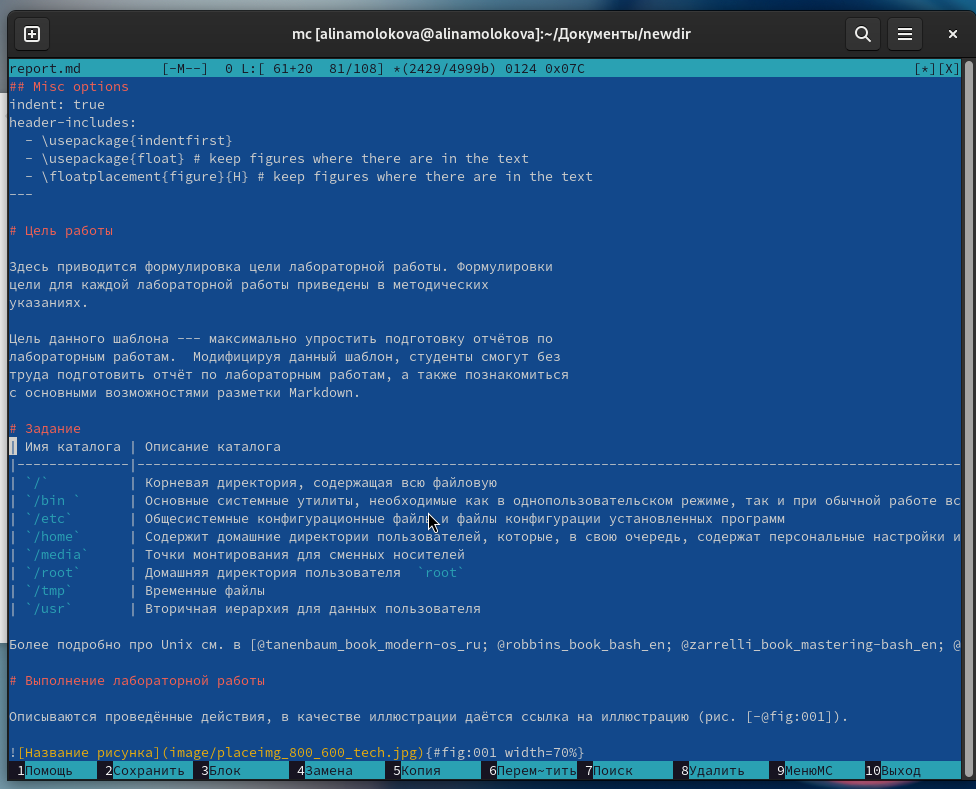 mc [alinamolokova@alinamolokova]:~/Документы/newdir
report.md [-M--] 0 L:[ 61+20 81/108] *(2429/4999b) 0124 0x07C [*][X]
## Misc options
indent: true
header-includes:
  - \usepackage{indentfirst}
  - \usepackage{float} # keep figures where there are in the text
  - \floatplacement{figure}{H} # keep figures where there are in the text
---
# Цель работы
Здесь приводится формулировка цели лабораторной работы. Формулировки
цели для каждой лабораторной работы приведены в методических
указаниях.
Цель данного шаблона --- максимально упростить подготовку отчётов по
лабораторным работам.  Модифицируя данный шаблон, студенты смогут без
труда подготовить отчёт по лабораторным работам, а также познакомиться
с основными возможностями разметки Markdown.
# Задание
| Имя каталога | Описание каталога
|--------------|-------------------------------------------------------------------------------------------------------
| `/`          | Корневая директория, содержащая всю файловую
| `/bin `      | Основные системные утилиты, необходимые как в однопользовательском режиме, так и при обычной работе вс
| `/etc`       | Общесистемные конфигурационные файлы и файлы конфигурации установленных программ
| `/home`      | Содержит домашние директории пользователей, которые, в свою очередь, содержат персональные настройки и
| `/media`     | Точки монтирования для сменных носителей
| `/root`      | Домашняя директория пользователя  `root`
| `/tmp`       | Временные файлы
| `/usr`       | Вторичная иерархия для данных пользователя
Более подробно про Unix см. в [@tanenbaum_book_modern-os_ru; @robbins_book_bash_en; @zarrelli_book_mastering-bash_en; @
# Выполнение лабораторной работы
Описываются проведённые действия, в качестве иллюстрации даётся ссылка на иллюстрацию (рис. [-@fig:001]).
![Название рисунка](image/placeimg_800_600_tech.jpg){#fig:001 width=70%}
1Помощь 2Сохранить 3Блок 4Замена 5Копия 6Перем~тить 7Поиск 8Удалить 9МенюMC 10Выход